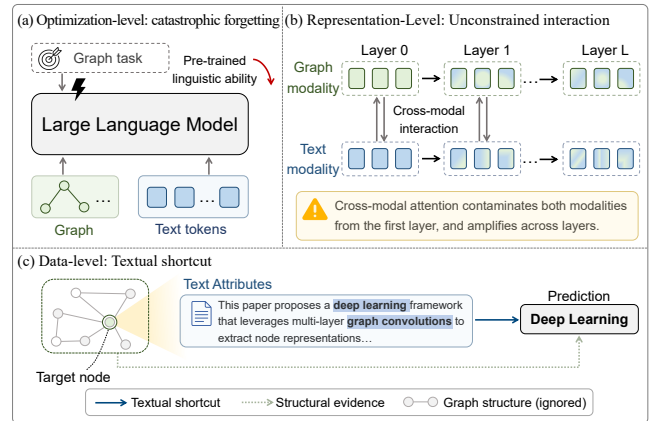 (a) Optimization-level: catastrophic forgetting
Graph task
Pre-trained
linguistic ability
Large Language Model
...
...
Graph
Text tokens
(b) Representation-Level: Unconstrained interaction
Layer 0
Layer 1
Layer L
Graph
modality
...
Cross-modal
interaction
Text
modality
...
Cross-modal attention contaminates both modalities
from the first layer, and amplifies across layers.
(c) Data-level: Textual shortcut
Text Attributes
This paper proposes a deep learning framework
that leverages multi-layer graph convolutions to
extract node representations...
Prediction
Deep Learning
Target node
Textual shortcut
Structural evidence
Graph structure (ignored)